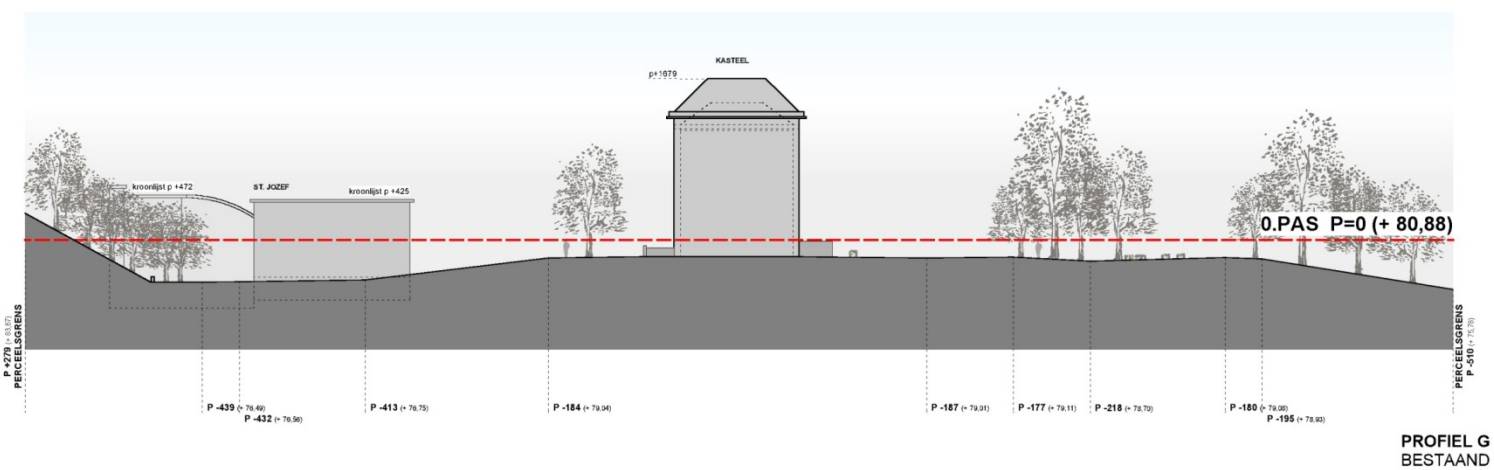 KASTEEL
p+1679
kroonlijst p +472
ST. JOZEF
kroonlijst p +425
0.PAS P=0 (+ 80,88)
P +279 (+ 83,67)
PERCEELSGRENS
PERCEELSGRENS
P -510 (+ 75,78)
P -439 (+ 76,49)
P -432 (+ 76,56)
P -413 (+ 76,75)
P -184 (+ 79,04)
P -187 (+ 79,01)
P -177 (+ 79,11)
P -218 (+ 78,70)
P -180 (+ 79,08)
P -195 (+ 78,93)
PROFIEL G
BESTAAND